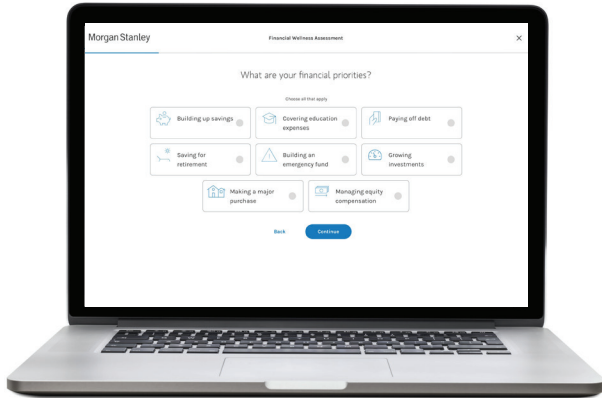 Morgan Stanley
Financial Wellness Assessment
What are your financial priorities?
Choose all that apply
Building up savings
Covering education
expenses
Paying off debt
Saving for
retirement
Building an
emergency fund
Growing
investments
Making a major
purchase
Managing equity
compensation
Back
Continue